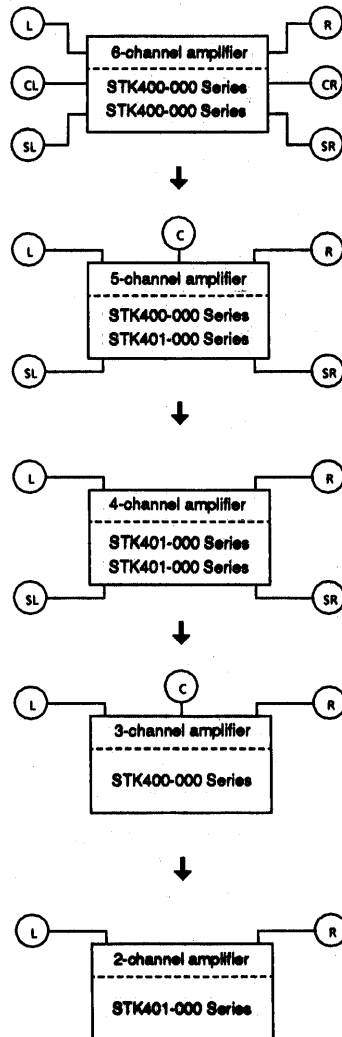 L
R
6-channel amplifier
CL
STK400-000 Series
CR
STK400-000 Series
SL
SR
C
L
R
5-channel amplifier
STK400-000 Series
STK401-000 Series
SL
SR
L
R
4-channel amplifier
STK401-000 Series
STK401-000 Series
SL
SR
C
L
R
3-channel amplifier
STK400-000 Series
L
R
2-channel amplifier
STK401-000 Series